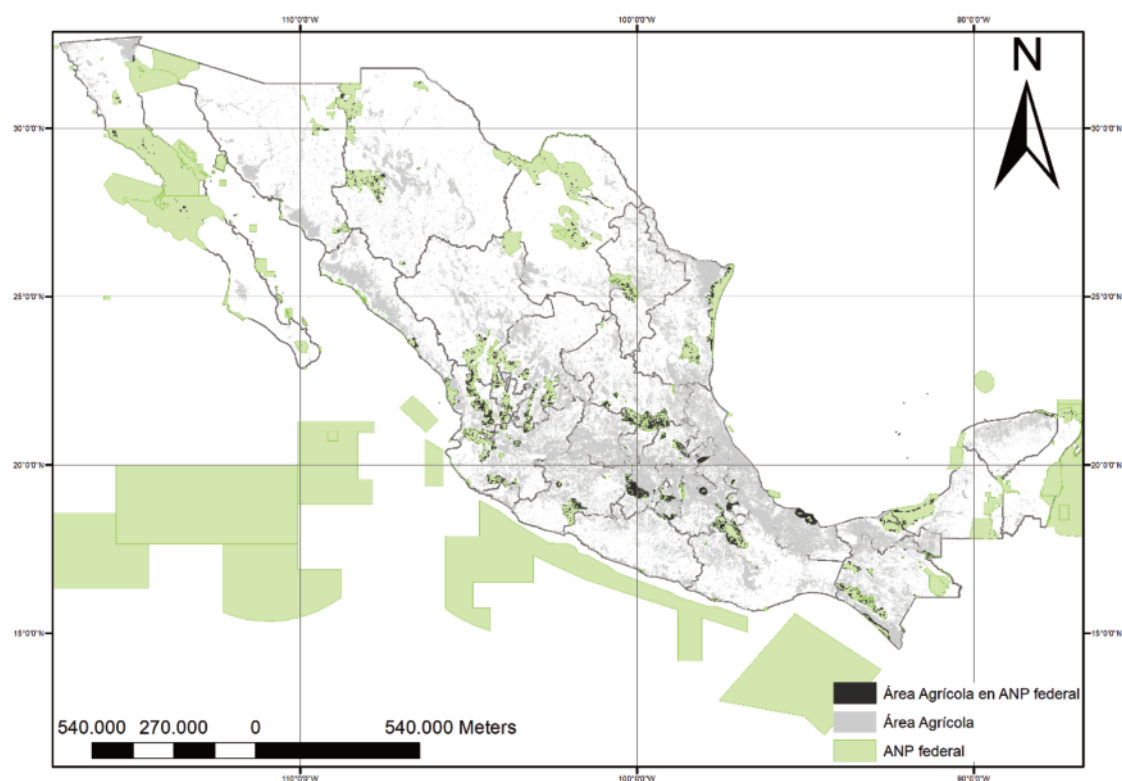 110°0'0"W 100°0'0"W 90°0'0"W
N
30°0'0"N 30°0'0"N
25°0'0"N 25°0'0"N
20°0'0"N 20°0'0"N
15°0'0"N 15°0'0"N
Área Agrícola en ANP federal
Área Agrícola
ANP federal
540.000 270.000 0 540.000 Meters
110°0'0"W 100°0'0"W 90°0'0"W